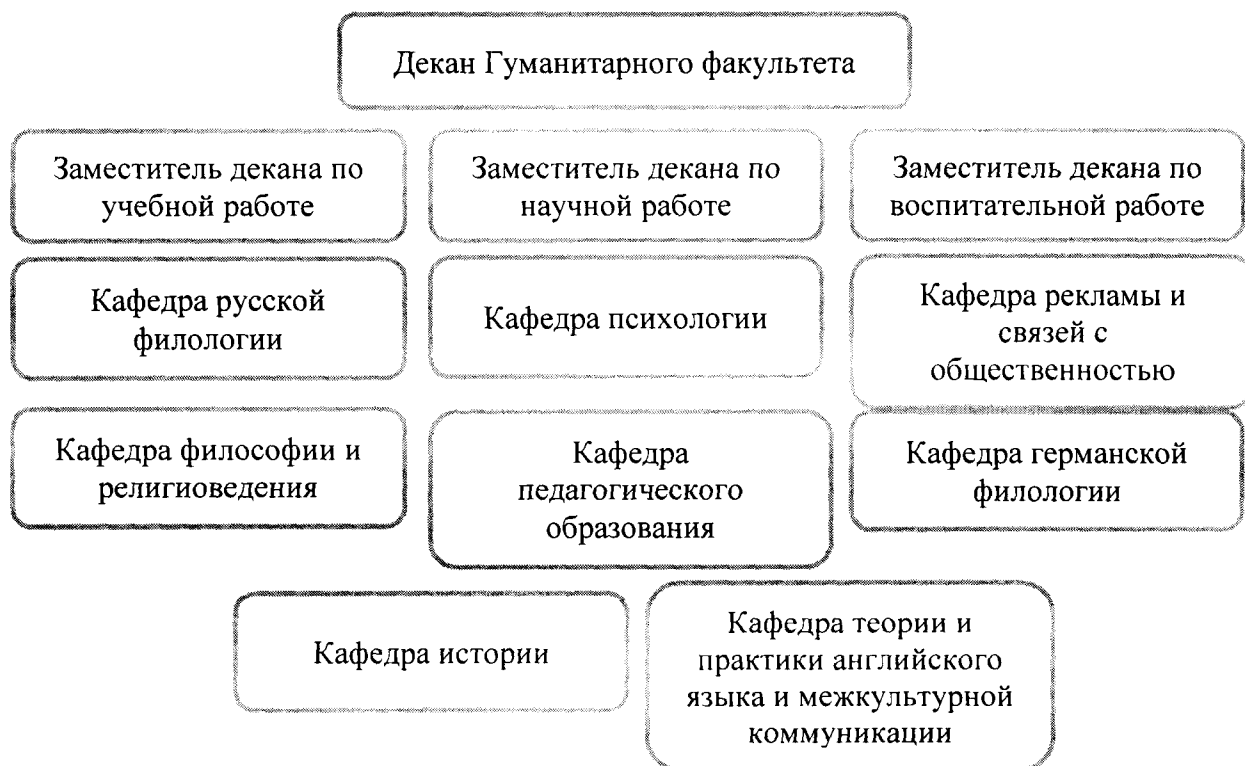 Декан Гуманитарного факультета
Заместитель декана по
учебной работе
Заместитель декана по
научной работе
Заместитель декана по
воспитательной работе
Кафедра русской
филологии
Кафедра психологии
Кафедра рекламы и
связей с
общественностью
Кафедра философии и
религиоведения
Кафедра
педагогического
образования
Кафедра германской
филологии
Кафедра истории
Кафедра теории и
практики английского
языка и межкультурной
коммуникации